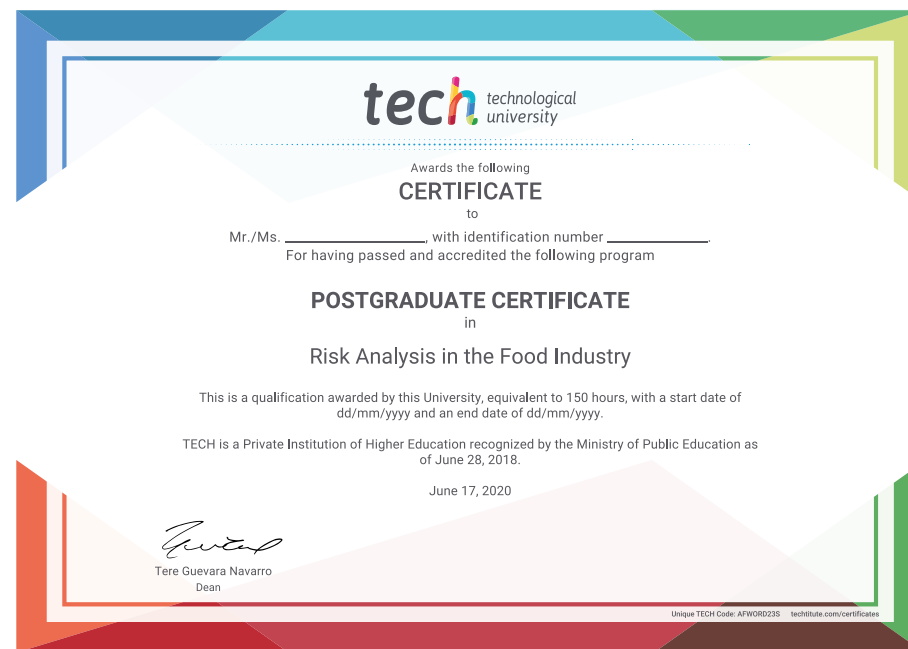 tech technological
university
Awards the following
CERTIFICATE
to
Mr./Ms. ____________________, with identification number ______________.
For having passed and accredited the following program
POSTGRADUATE CERTIFICATE
in
Risk Analysis in the Food Industry
This is a qualification awarded by this University, equivalent to 150 hours, with a start date of
dd/mm/yyyy and an end date of dd/mm/yyyy.
TECH is a Private Institution of Higher Education recognized by the Ministry of Public Education as
of June 28, 2018.
June 17, 2020
Tere Guevara Navarro
Dean
Unique TECH Code: AFWORD23S techtitute.com/certificates